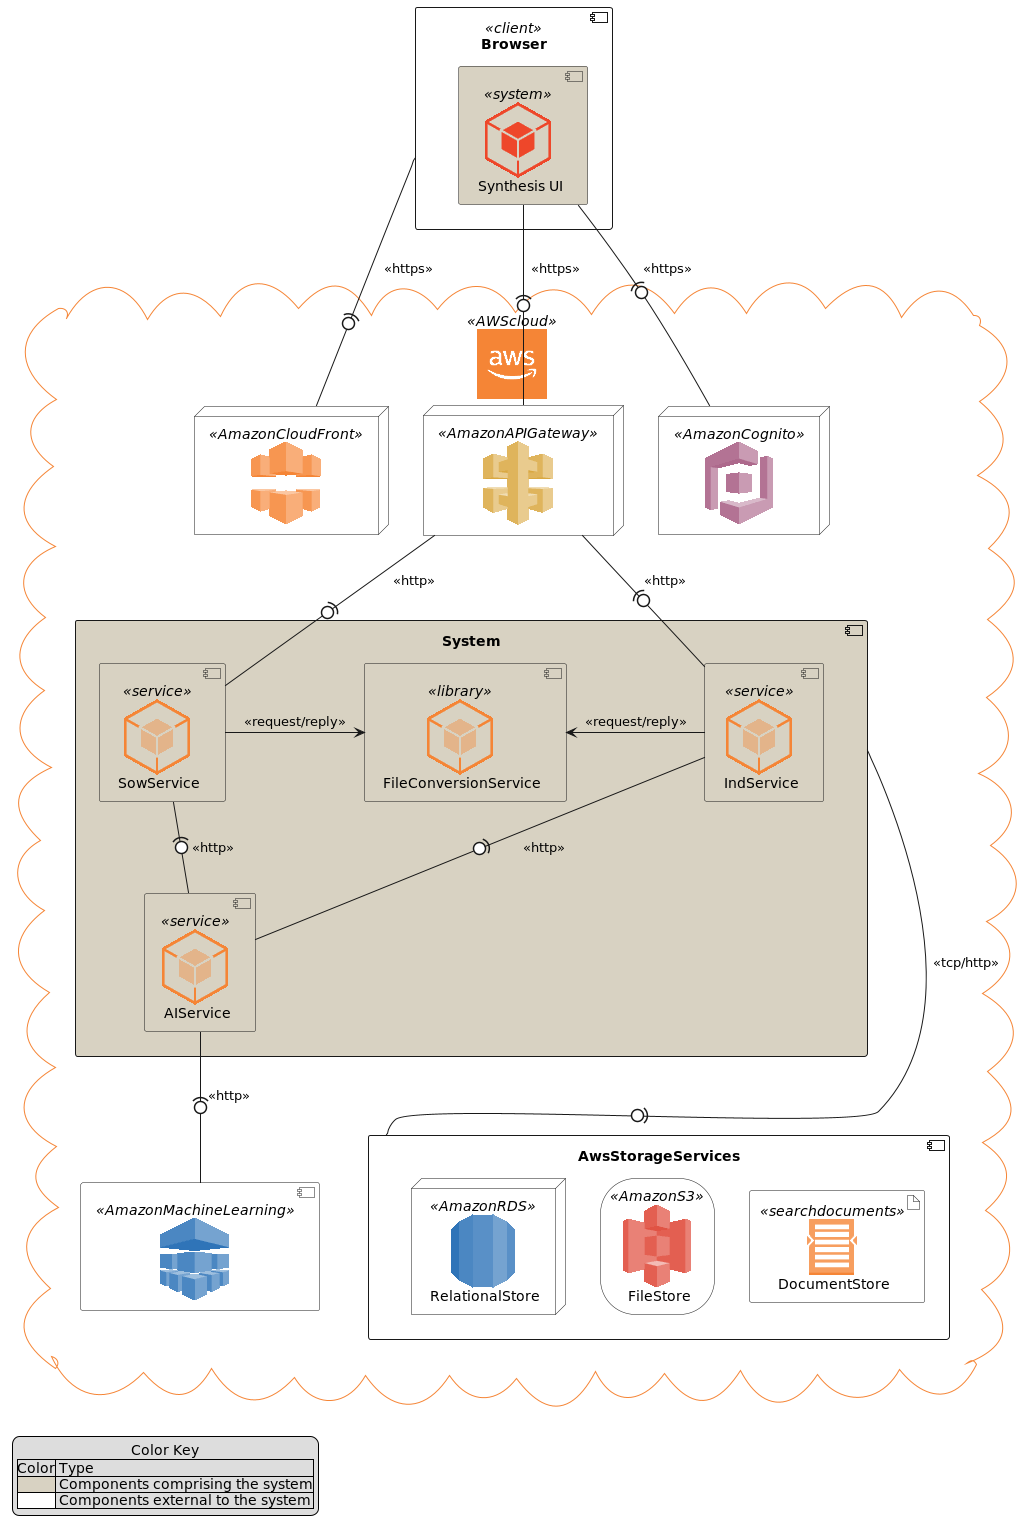 «client»
Browser
«system»
Synthesis UI
«https»
«https»
«https»
«AWScloud»
aws
«AmazonCloudFront»
«AmazonAPIGateway»
«AmazonCognito»
«http»
«http»
System
«service»
SowService
«request/reply»
«library»
FileConversionService
«request/reply»
«service»
IndService
«http»
«http»
«service»
AIService
«tcp/http»
«http»
«AmazonMachineLearning»
AwsStorageServices
«AmazonRDS»
RelationalStore
«AmazonS3»
FileStore
«searchdocuments»
DocumentStore
Color Key
Color Type
Components comprising the system
Components external to the system